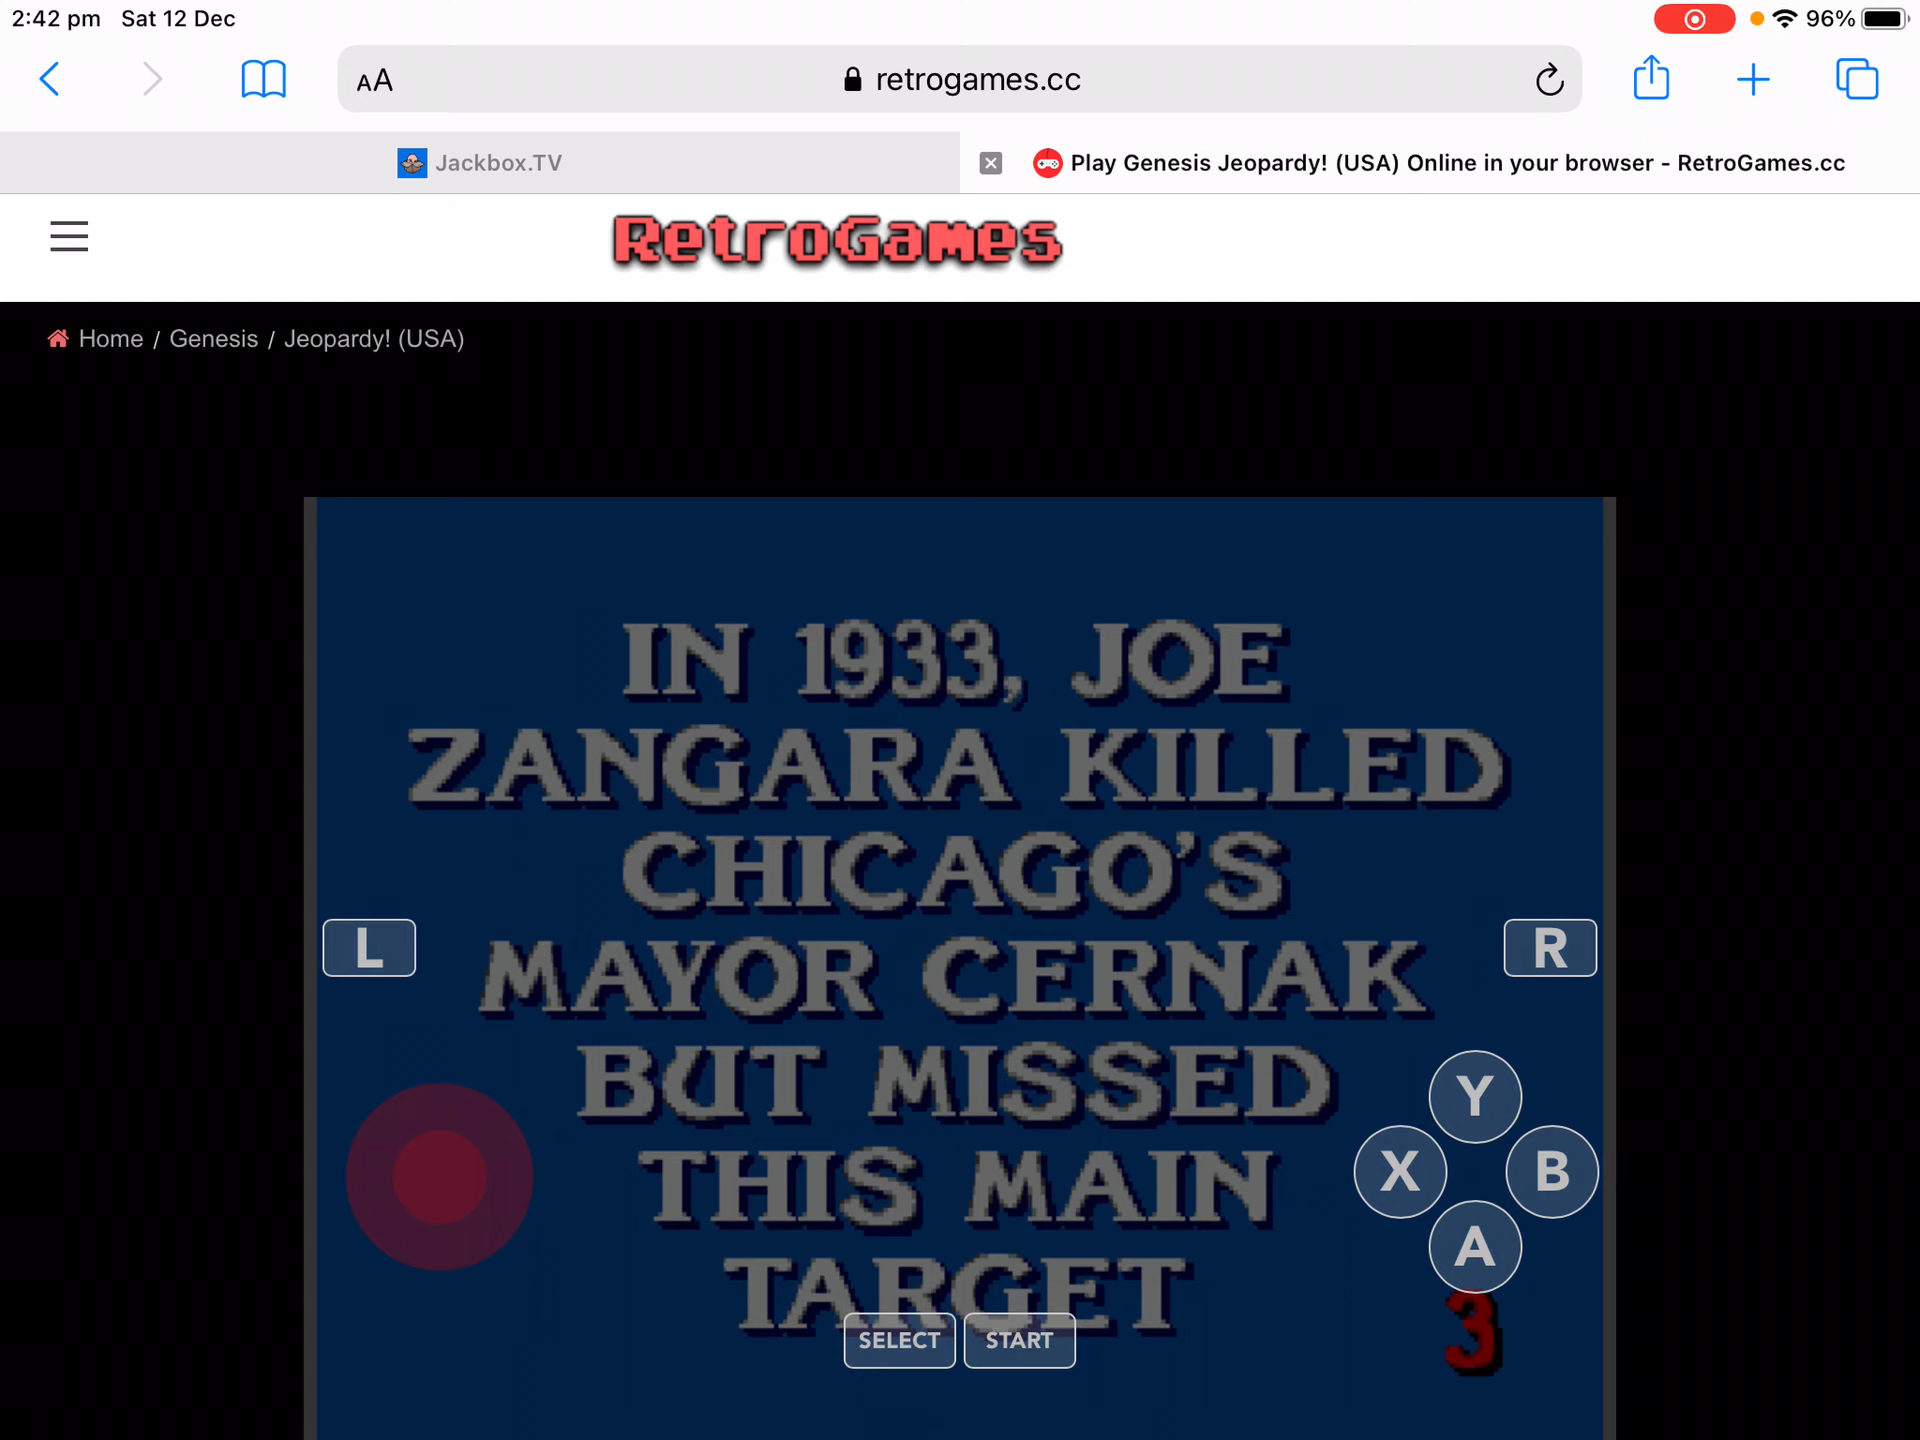 2:42 pm Sat 12 Dec
96%
AA retrogames.cc
Jackbox.TV
Play Genesis Jeopardy! (USA) Online in your browser - RetroGames.cc
RetroGames
Home / Genesis / Jeopardy! (USA)
IN 1933, JOE
ZANGARA KILLED
CHICAGO'S
MAYOR CERNAK
BUT MISSED
THIS MAIN
TARGET
L
R
Y
X
B
A
SELECT
START
3